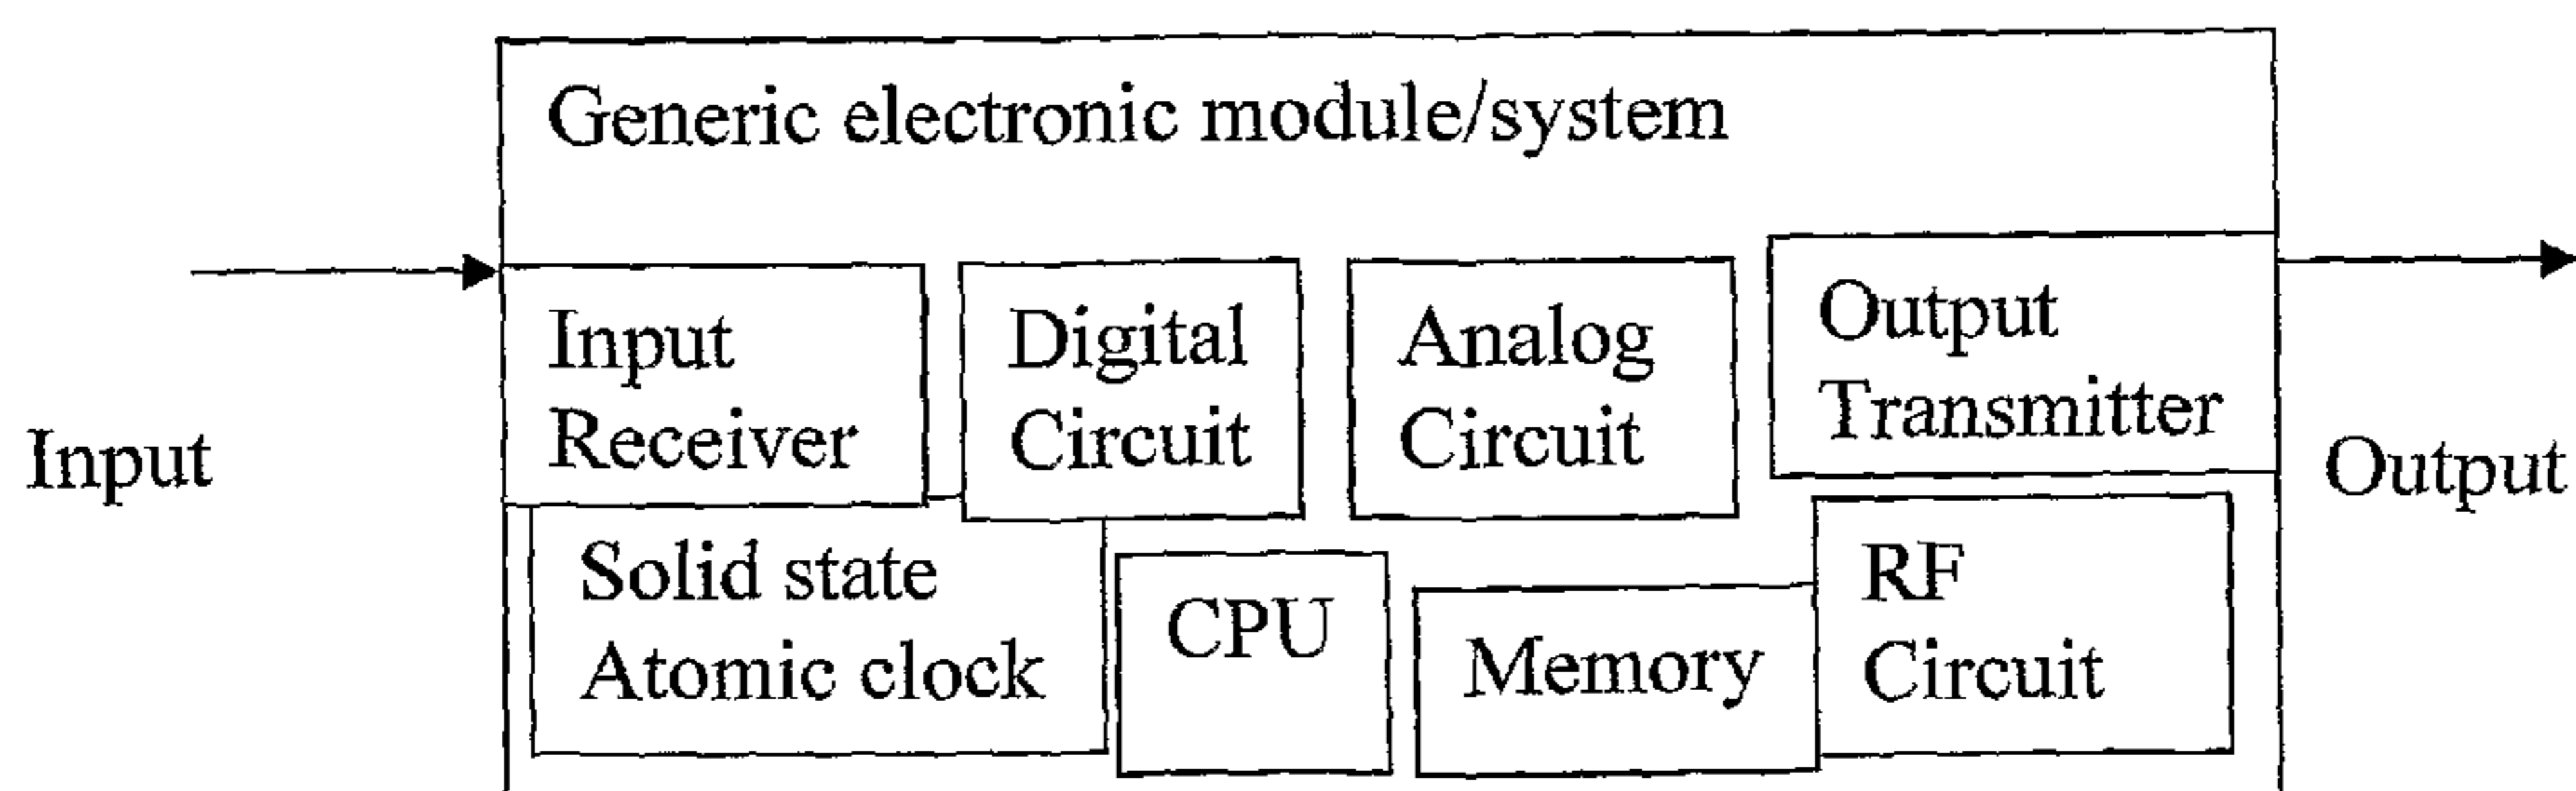 Generic electronic module/system
Input
Receiver
Digital
Circuit
Analog
Circuit
Output
Transmitter
Input
Output
Solid state
Atomic clock
CPU
Memory
RF
Circuit